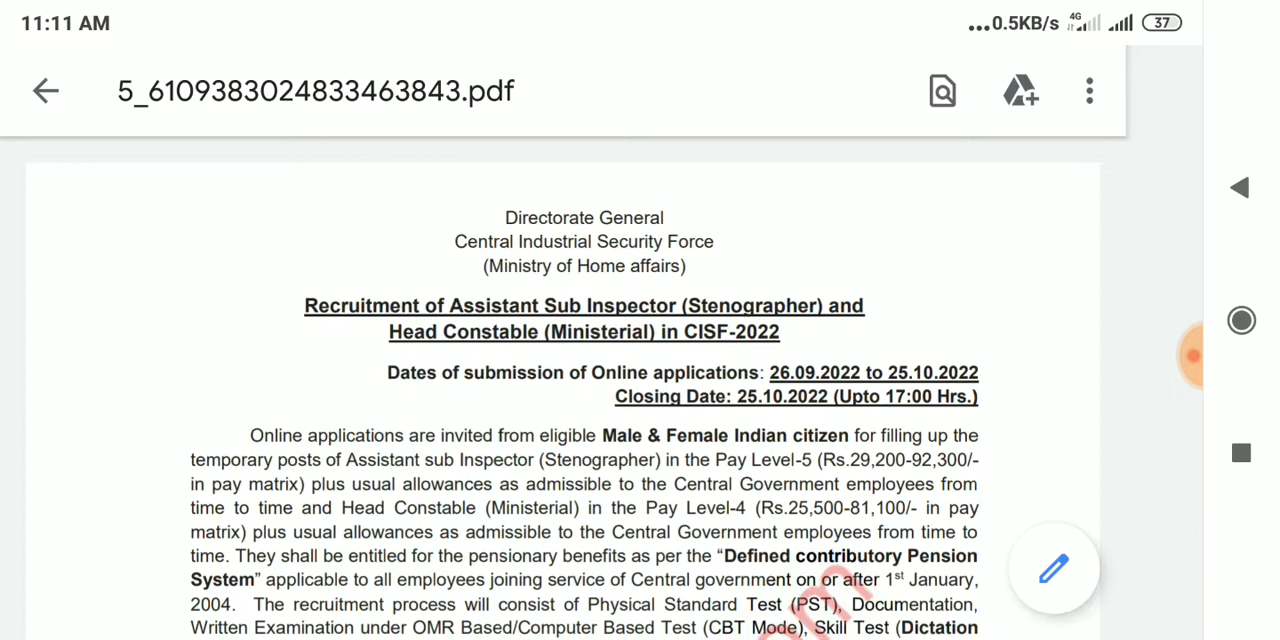 11:11 AM
...0.5KB/s 4G 37
5_6109383024833463843.pdf
Directorate General
Central Industrial Security Force
(Ministry of Home affairs)
Recruitment of Assistant Sub Inspector (Stenographer) and
Head Constable (Ministerial) in CISF-2022
Dates of submission of Online applications: 26.09.2022 to 25.10.2022
Closing Date: 25.10.2022 (Upto 17:00 Hrs.)
Online applications are invited from eligible Male & Female Indian citizen for filling up the
temporary posts of Assistant sub Inspector (Stenographer) in the Pay Level-5 (Rs.29,200-92,300/-
in pay matrix) plus usual allowances as admissible to the Central Government employees from
time to time and Head Constable (Ministerial) in the Pay Level-4 (Rs.25,500-81,100/- in pay
matrix) plus usual allowances as admissible to the Central Government employees from time to
time. They shall be entitled for the pensionary benefits as per the “Defined contributory Pension
System” applicable to all employees joining service of Central government on or after 1st January,
2004. The recruitment process will consist of Physical Standard Test (PST), Documentation,
Written Examination under OMR Based/Computer Based Test (CBT Mode), Skill Test (Dictation